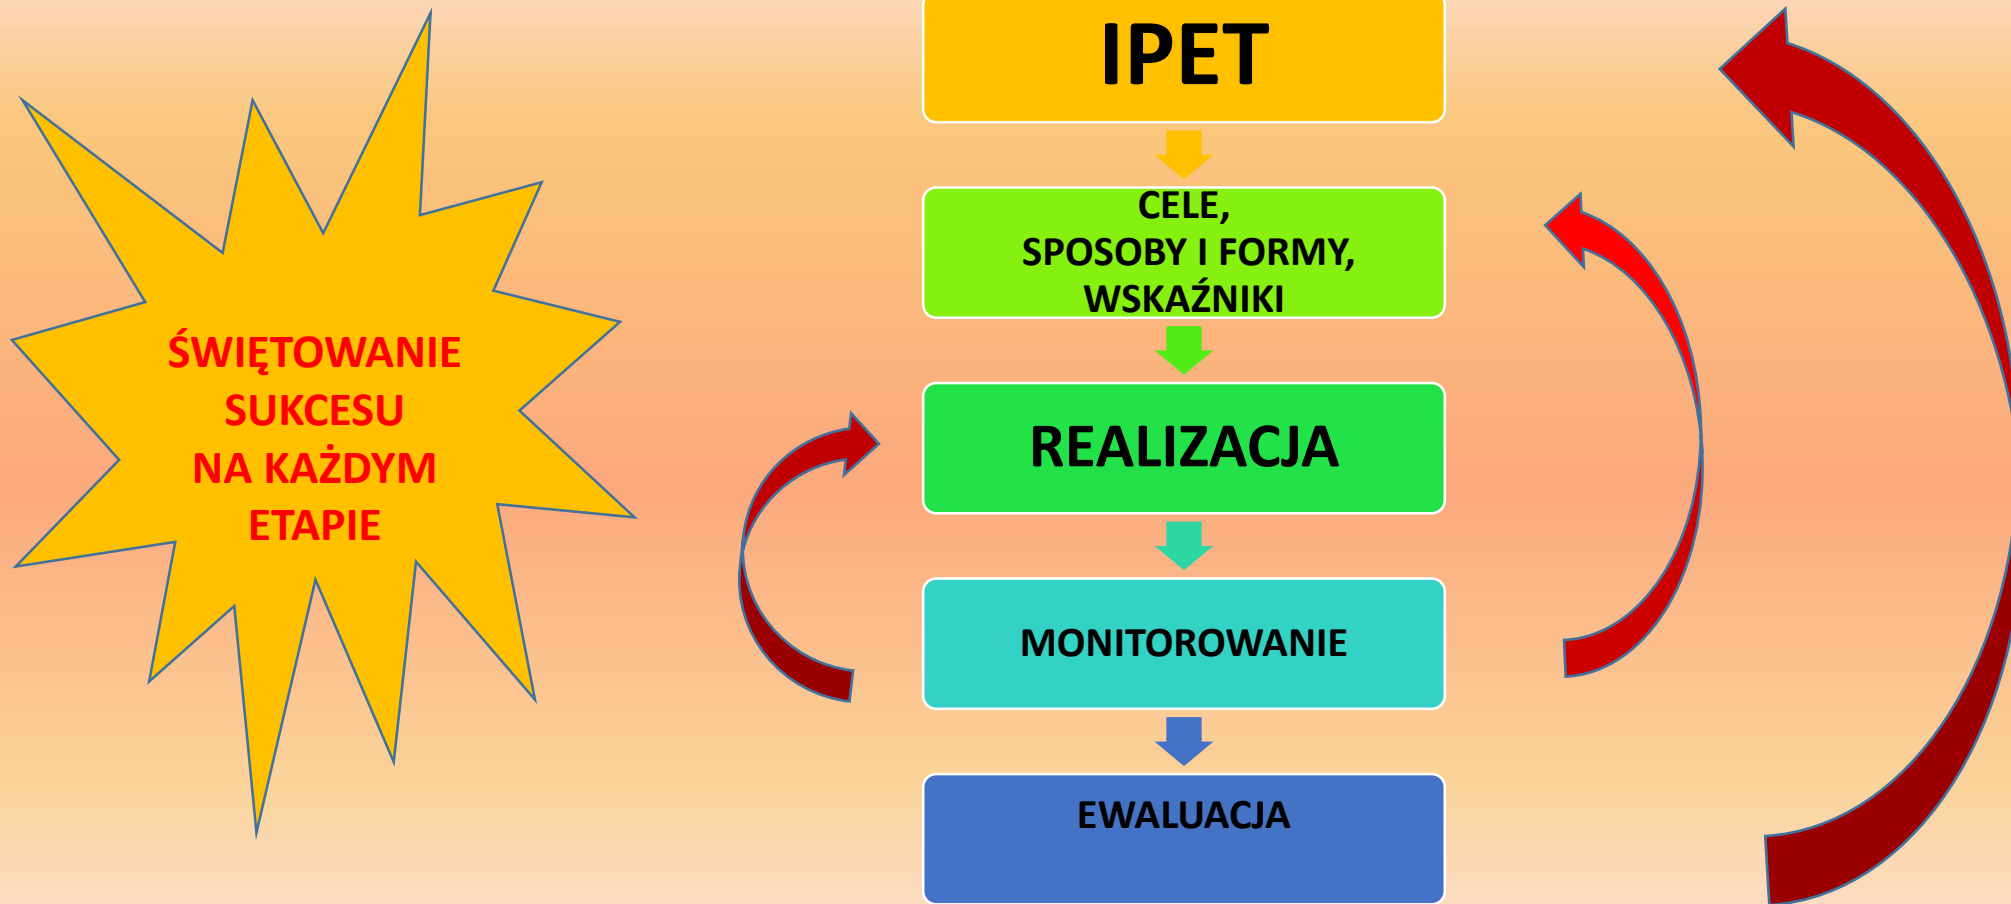 IPET
CELE,
SPOSOBY I FORMY,
WSKAŹNIKI
ŚWIĘTOWANIE
SUKCESU
NA KAŻDYM
ETAPIE
REALIZACJA
MONITOROWANIE
EWALUACJA